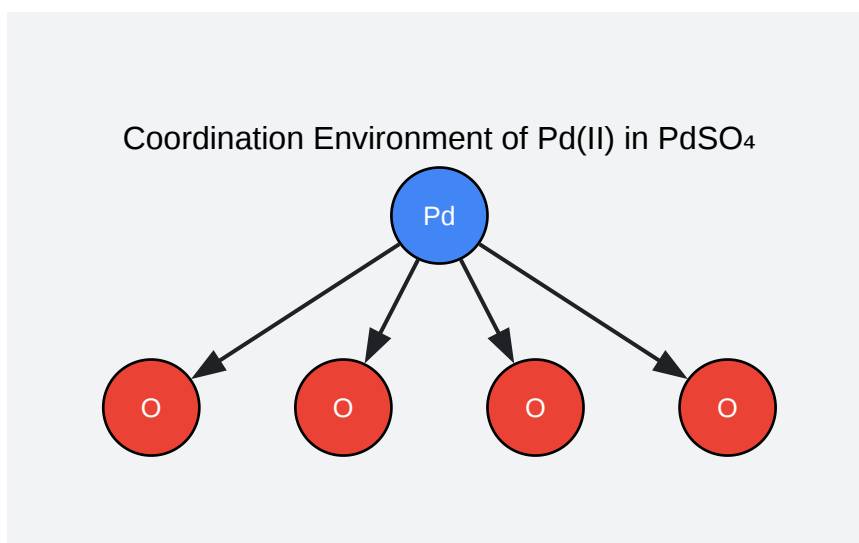 Coordination Environment of Pd(II) in PdSO₄
Pd
O O O O